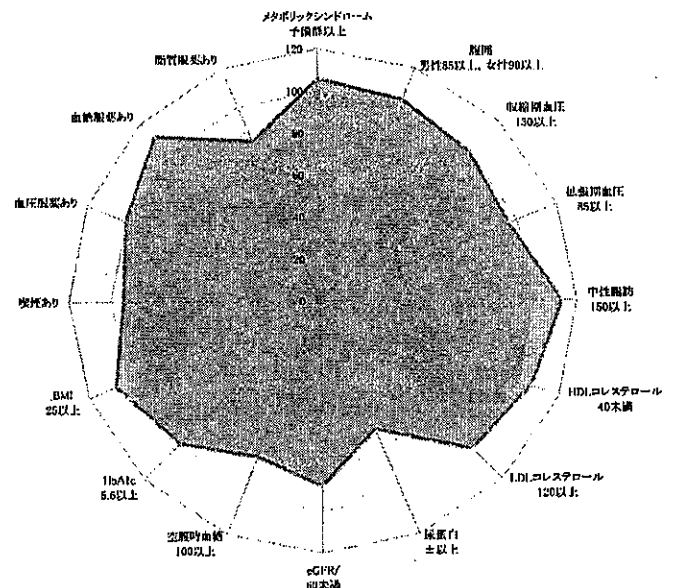 メタボリックシンドローム
予備群以上
腹囲
男性85以上、女性90以上
収縮期血圧
130以上
拡張期血圧
85以上
中性脂肪
150以上
HDLコレステロール
40未満
LDLコレステロール
120以上
尿蛋白
±以上
eGFR
60未満
空腹時血糖
100以上
HbA1c
5.6以上
BMI
25以上
喫煙あり
血圧服薬あり
血糖服薬あり
脂質服薬あり
120
100
80
60
40
20
0